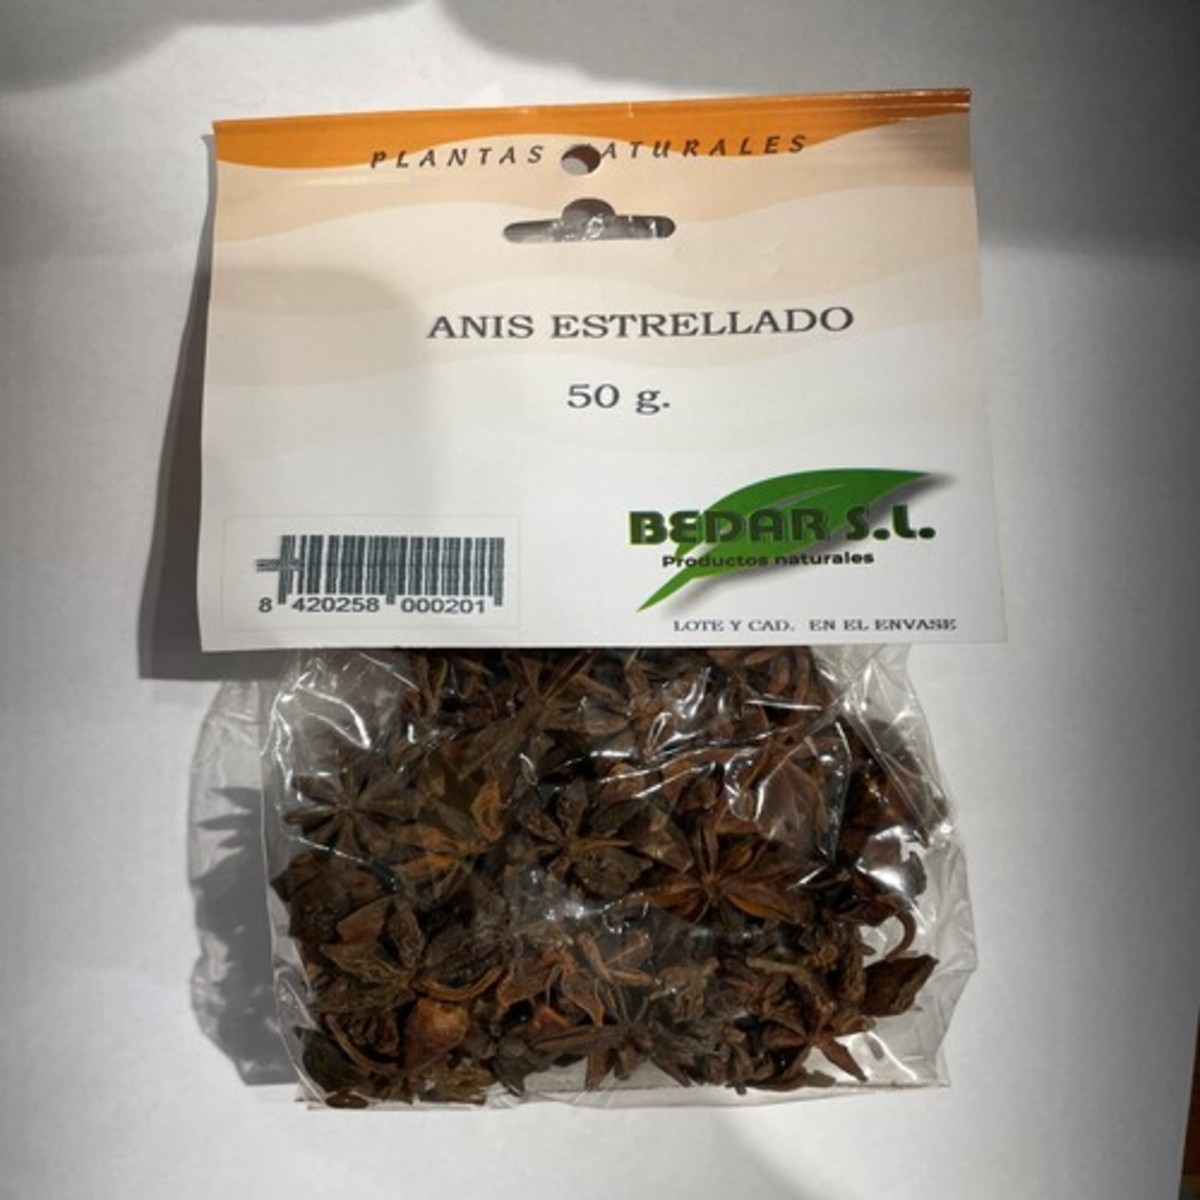 PLANTAS NATURALES
ANIS ESTRELLADO
50 g.
BEDAR S.L.
Productos naturales
8 420258 000201
LOTE Y CAD. EN EL ENVASE